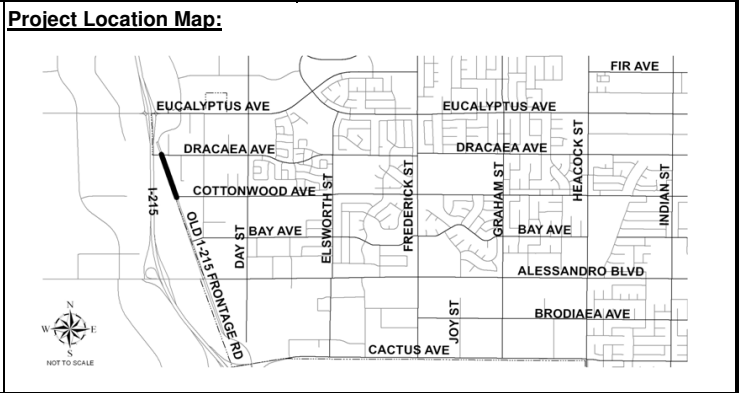 Project Location Map:
FIR AVE
EUCALYPTUS AVE
EUCALYPTUS AVE
DRACAEA AVE
DRACAEA AVE
COTTONWOOD AVE
I-215
OLD I-215 FRONTAGE RD
DAY ST
BAY AVE
ELSWORTH ST
FREDERICK ST
GRAHAM ST
BAY AVE
HEACOCK ST
INDIAN ST
ALESSANDRO BLVD
JOY ST
BRODIAEA AVE
CACTUS AVE
N
W E
S
NOT TO SCALE